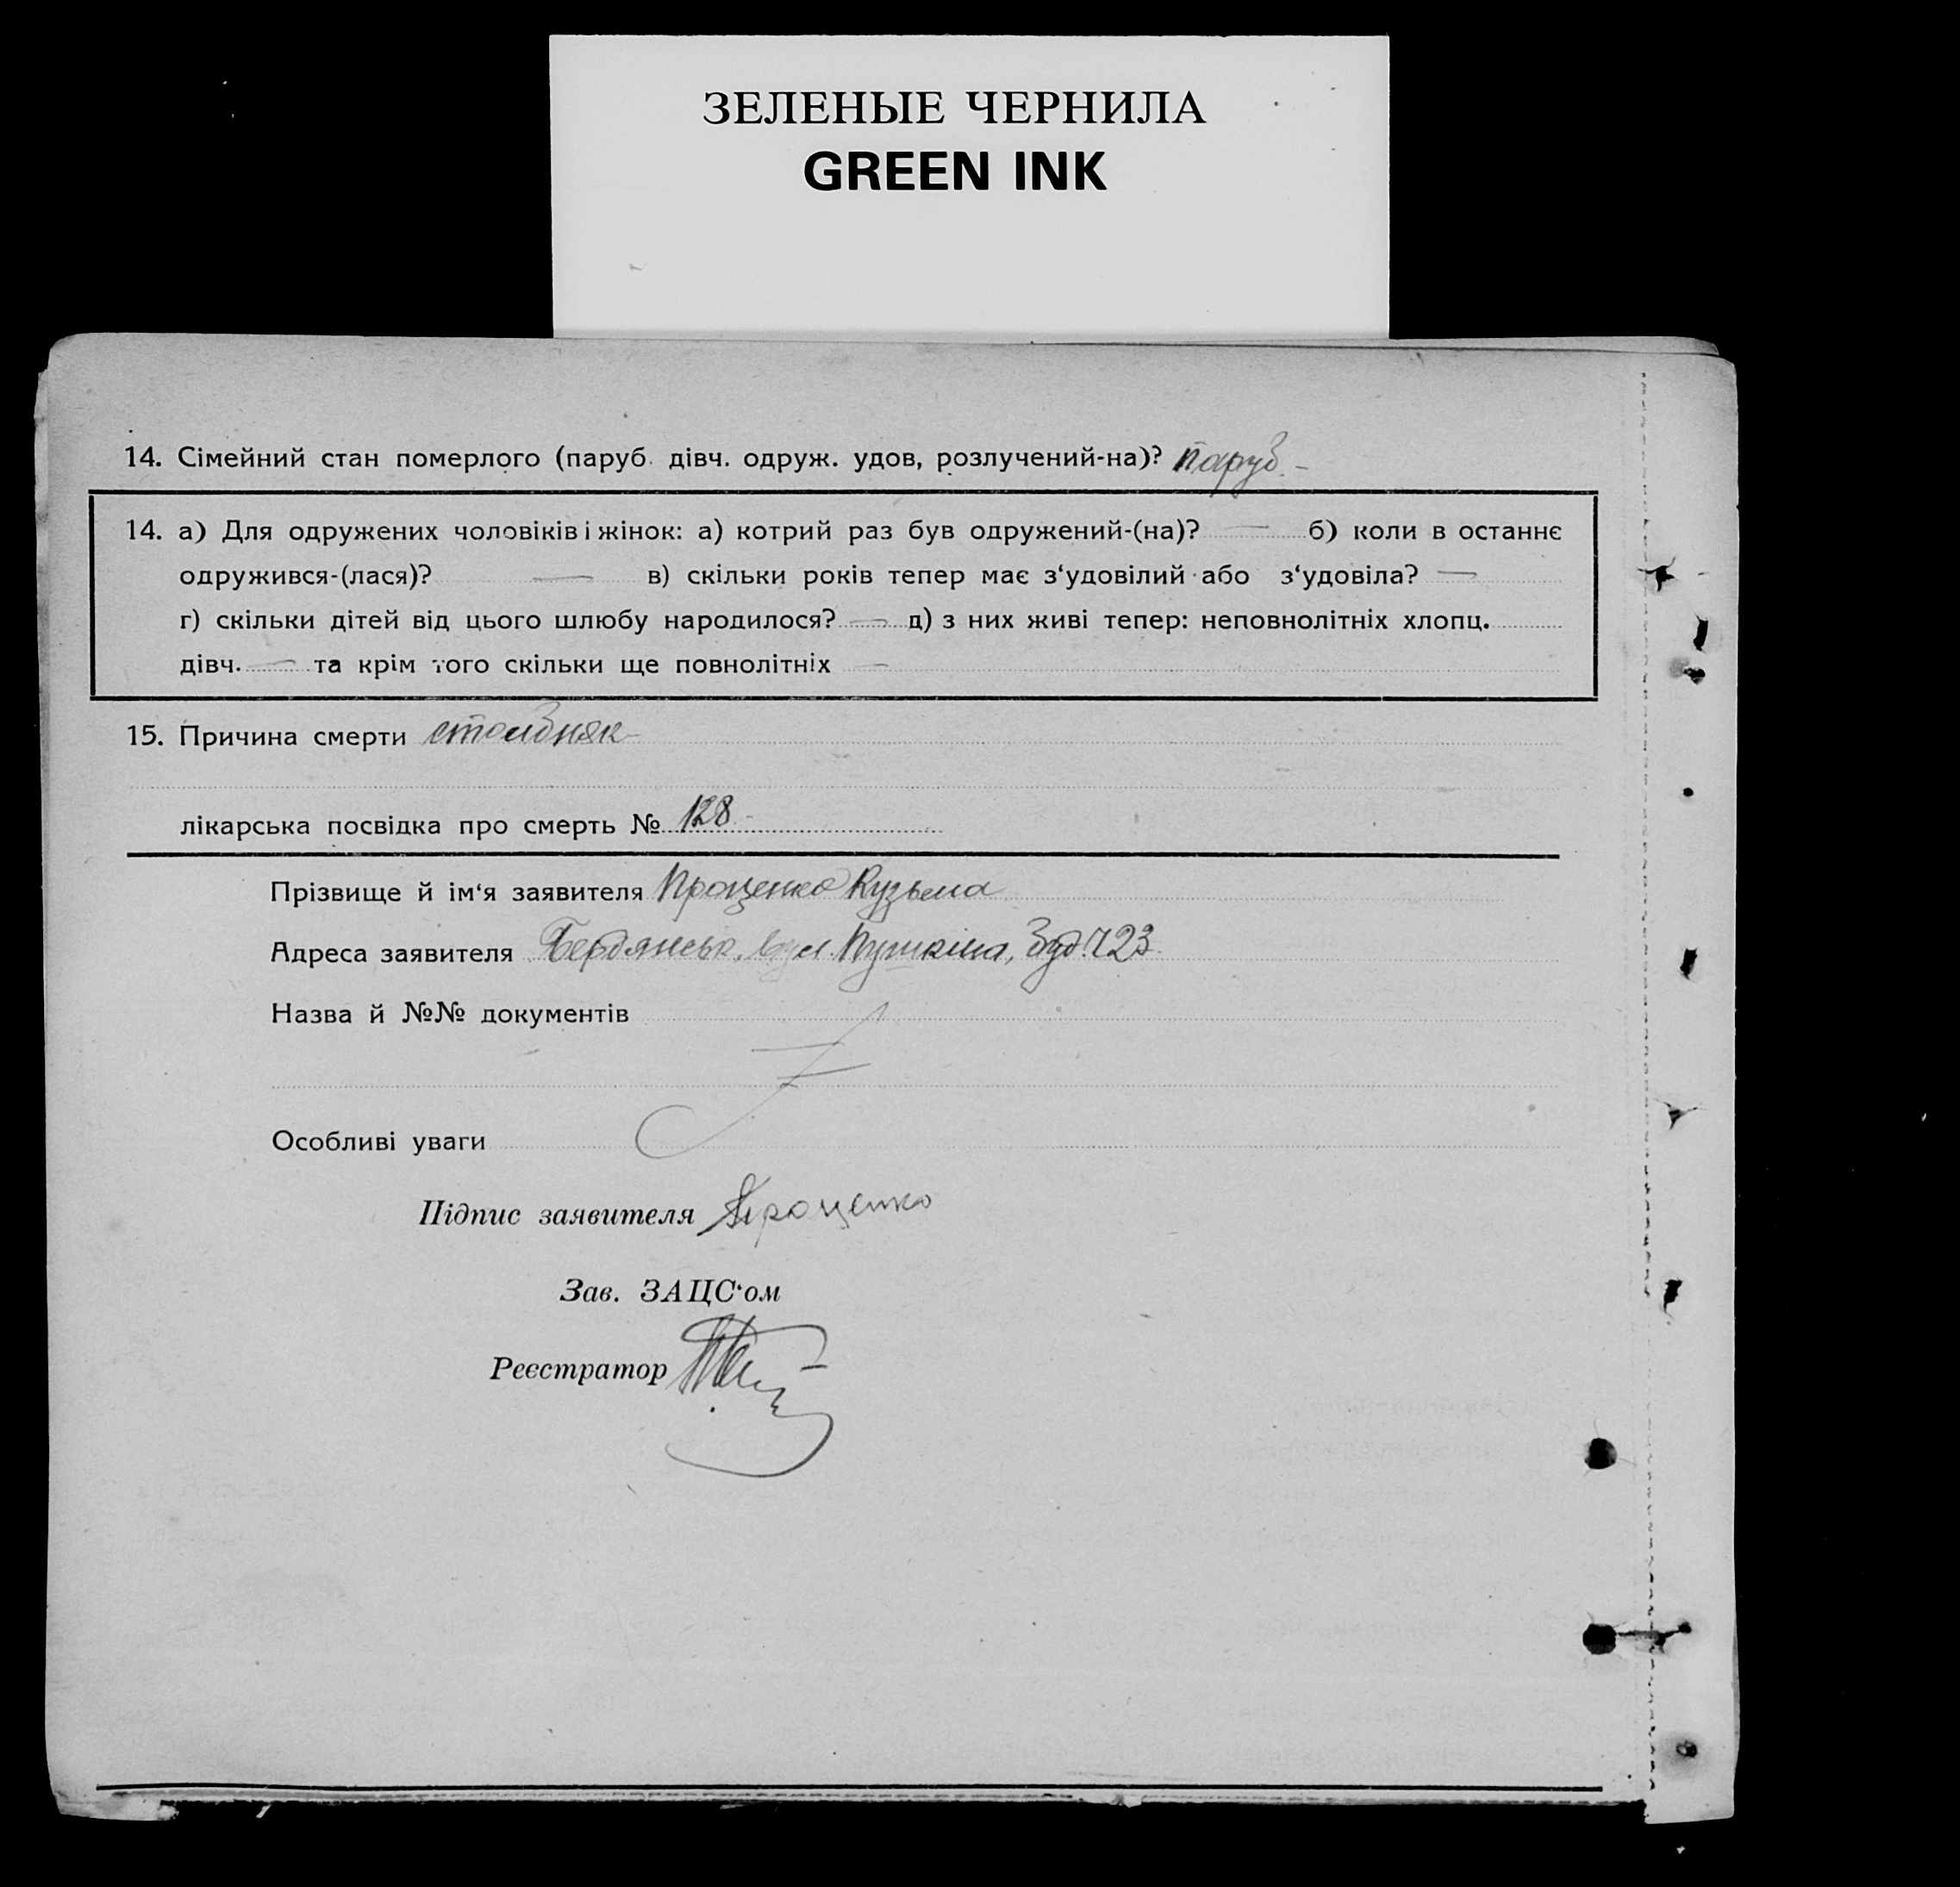 ЗЕЛЕНЫЕ ЧЕРНИЛА
GREEN INK
14. Сімейний стан померлого (паруб. дівч. одруж. удов, розлучений-на)? паруб. –
14. а) Для одружених чоловіків і жінок: а) котрий раз був одружений-(на)? — б) коли в останнє
одружився-(лася)? — в) скільки років тепер має з‘удовілий або з‘удовіла? —
г) скільки дітей від цього шлюбу народилося? — д) з них живі тепер: неповнолітніх хлопц.
дівч. — та крім того скільки ще повнолітніх —
15. Причина смерти столбняк –
лікарська посвідка про смерть № 128 –
Прізвище й ім‘я заявителя Проценко Кузьма
Адреса заявителя Бердянськ, вул. Пушкіна, буд. 123
Назва й №№ документів
Особливі уваги
Підпис заявителя Проценко
Зав. ЗАЦС‘ом
Реєстратор